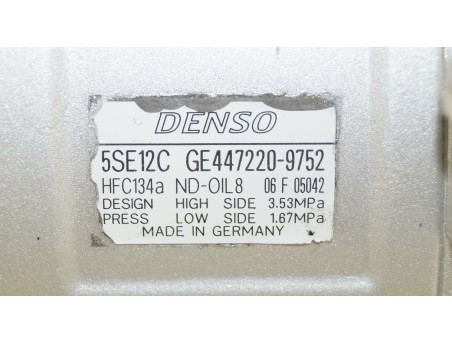 DENSO
5SE12C GE447220-9752
HFC134a ND-OIL8 06 F 05042
DESIGN HIGH SIDE 3.53MPa
PRESS LOW SIDE 1.67MPa
MADE IN GERMANY